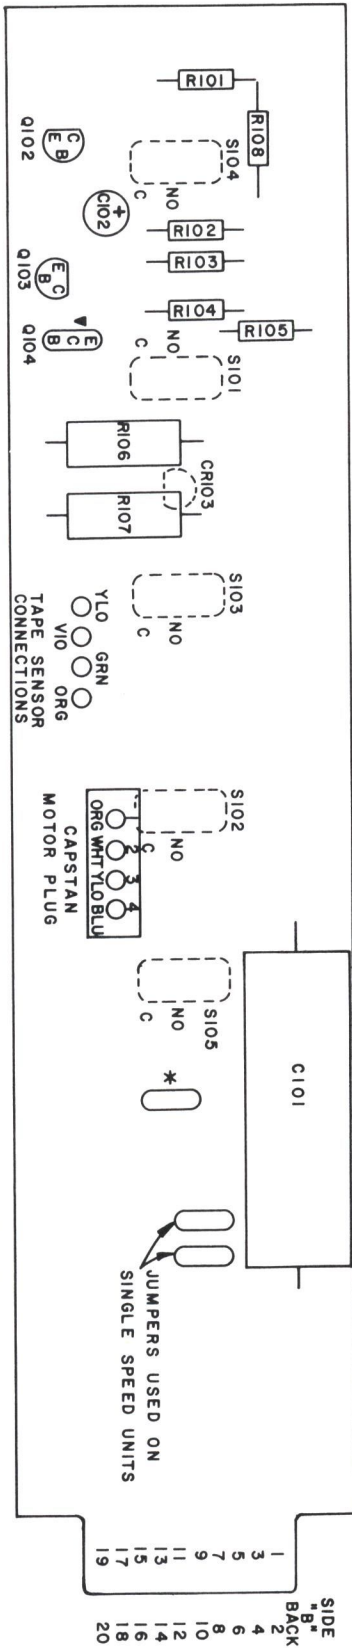 R101
R108
Q102
C
E B
S104
NO
C
+
C102
R102
R103
Q103
E C
B
R104
R105
Q104
E
C
B
NO
C
S101
R106
CR103
R107
S103
NO
C
YLO
VIO
GRN
ORG
TAPE SENSOR
CONNECTIONS
S102
NO
C
ORG WHT YLO BLU
2 3 4
CAPSTAN
MOTOR PLUG
S105
NO
C
C101
*
JUMPERS USED ON
SINGLE SPEED UNITS
SIDE
"B"
BACK
1 2
3 4
5 6
7 8
9 10
11 12
13 14
15 16
17 18
19 20